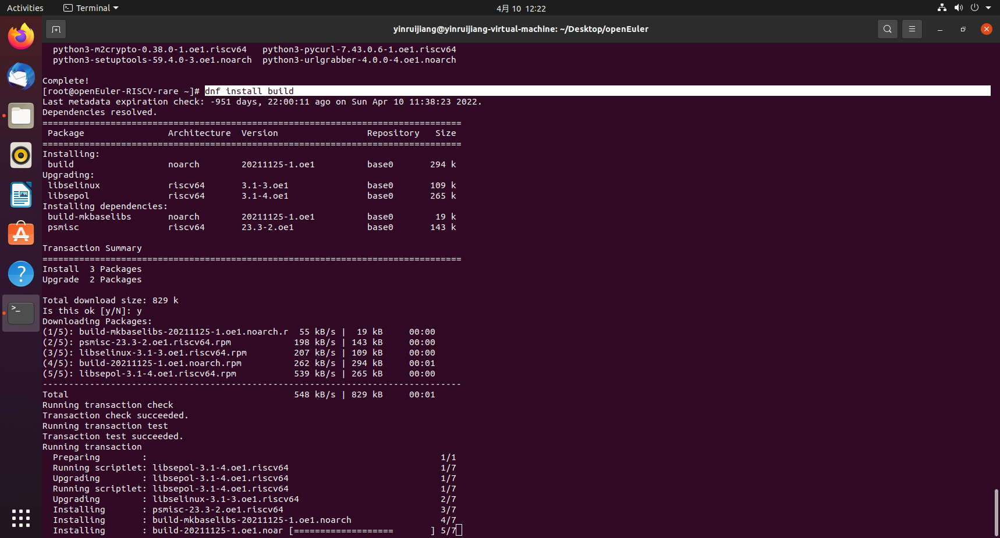 Activities
Terminal
4月 10 12:22
yinruijiang@yinruijiang-virtual-machine: ~/Desktop/openEuler
python3-m2crypto-0.38.0-1.oe1.riscv64 python3-pycurl-7.43.0.6-1.oe1.riscv64
python3-setuptools-59.4.0-3.oe1.noarch python3-urlgrabber-4.0.0-4.oe1.noarch
Complete!
[root@openEuler-RISCV-rare ~]# dnf install build
Last metadata expiration check: -951 days, 22:00:11 ago on Sun Apr 10 11:38:23 2022.
Dependencies resolved.
================================================================================
Package Architecture Version Repository Size
================================================================================
Installing:
build noarch 20211125-1.oe1 base0 294 k
Upgrading:
libselinux riscv64 3.1-3.oe1 base0 109 k
libsepol riscv64 3.1-4.oe1 base0 265 k
Installing dependencies:
build-mkbaselibs noarch 20211125-1.oe1 base0 19 k
psmisc riscv64 23.3-2.oe1 base0 143 k
Transaction Summary
================================================================================
Install 3 Packages
Upgrade 2 Packages
Total download size: 829 k
Is this ok [y/N]: y
Downloading Packages:
(1/5): build-mkbaselibs-20211125-1.oe1.noarch.r 55 kB/s | 19 kB 00:00
(2/5): psmisc-23.3-2.oe1.riscv64.rpm 198 kB/s | 143 kB 00:00
(3/5): libselinux-3.1-3.oe1.riscv64.rpm 207 kB/s | 109 kB 00:00
(4/5): build-20211125-1.oe1.noarch.rpm 262 kB/s | 294 kB 00:01
(5/5): libsepol-3.1-4.oe1.riscv64.rpm 539 kB/s | 265 kB 00:00
--------------------------------------------------------------------------------
Total 548 kB/s | 829 kB 00:01
Running transaction check
Transaction check succeeded.
Running transaction test
Transaction test succeeded.
Running transaction
Preparing : 1/1
Running scriptlet: libsepol-3.1-4.oe1.riscv64 1/7
Upgrading : libsepol-3.1-4.oe1.riscv64 1/7
Running scriptlet: libsepol-3.1-4.oe1.riscv64 1/7
Upgrading : libselinux-3.1-3.oe1.riscv64 2/7
Installing : psmisc-23.3-2.oe1.riscv64 3/7
Installing : build-mkbaselibs-20211125-1.oe1.noarch 4/7
Installing : build-20211125-1.oe1.noar [=================== ] 5/7